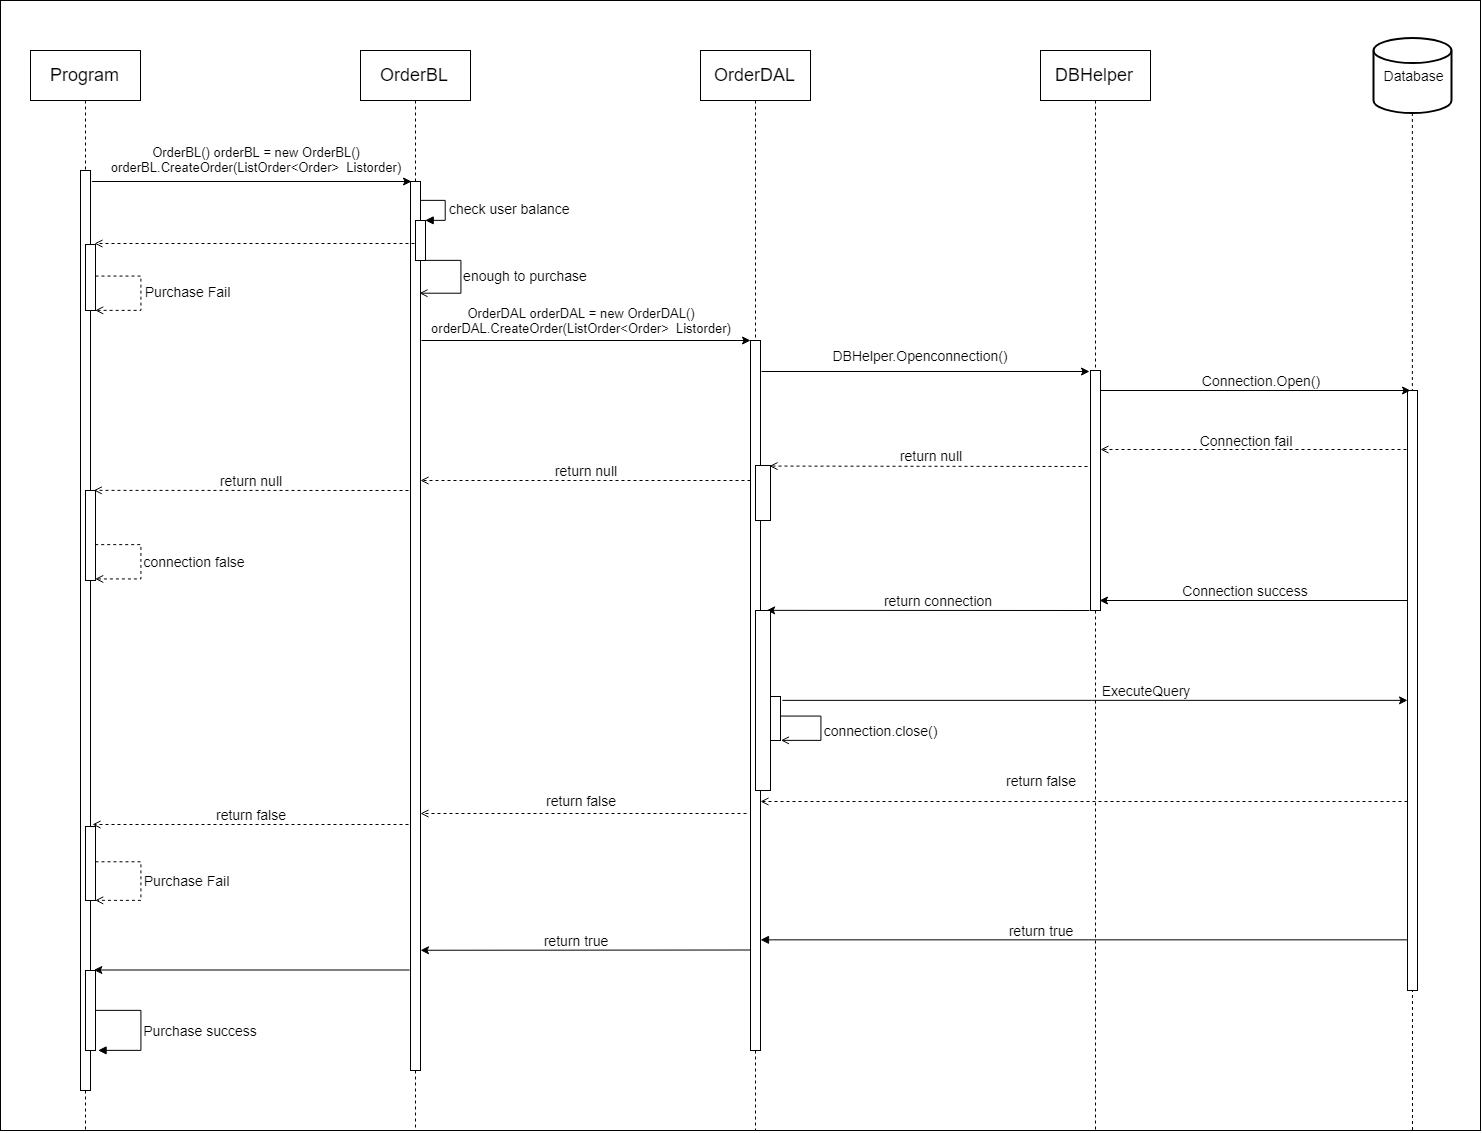 Program
OrderBL
OrderDAL
DBHelper
Database
OrderBL() orderBL = new OrderBL()
orderBL.CreateOrder(ListOrder<Order>  Listorder)
check user balance
enough to purchase
Purchase Fail
OrderDAL orderDAL = new OrderDAL()
orderDAL.CreateOrder(ListOrder<Order>  Listorder)
DBHelper.Openconnection()
Connection.Open()
Connection fail
return null
return null
return null
connection false
Connection success
return connection
ExecuteQuery
connection.close()
return false
return false
return false
Purchase Fail
return true
return true
Purchase success